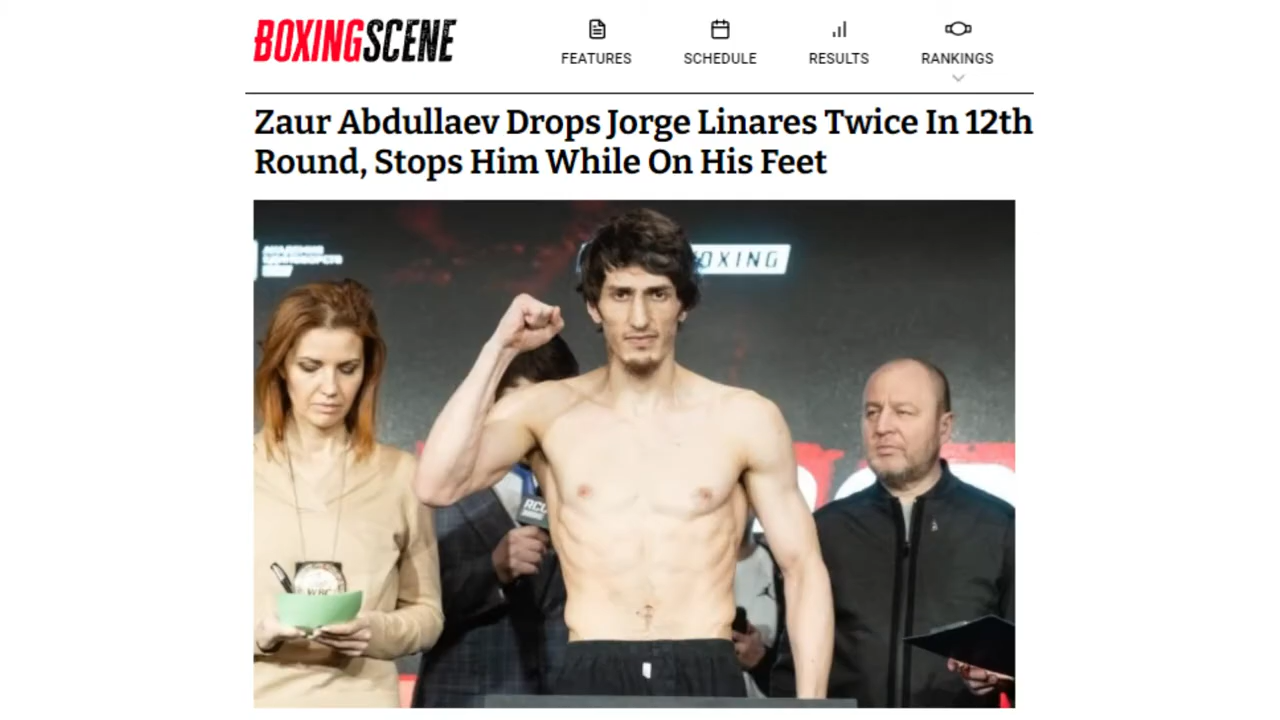 BOXINGSCENE
FEATURES
SCHEDULE
RESULTS
RANKINGS
Zaur Abdullaev Drops Jorge Linares Twice In 12th
Round, Stops Him While On His Feet
OXING
RCC
WBC